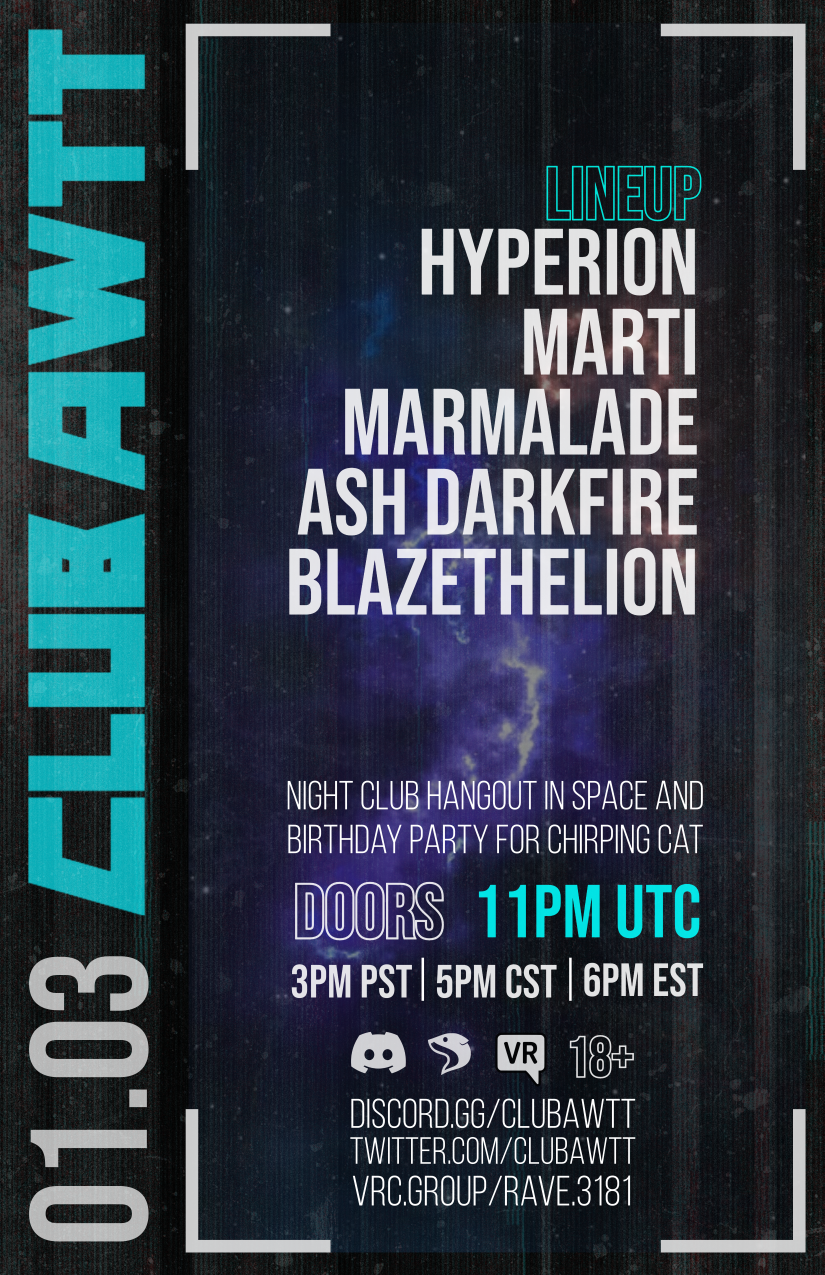 CLUB AWTT
01.03
LINEUP
HYPERION
MARTI
MARMALADE
ASH DARKFIRE
BLAZETHELION
NIGHT CLUB HANGOUT IN SPACE AND
BIRTHDAY PARTY FOR CHIRPING CAT
DOORS 11PM UTC
3PM PST | 5PM CST | 6PM EST
VR 18+
DISCORD.GG/CLUBAWTT
TWITTER.COM/CLUBAWTT
VRC.GROUP/RAVE.3181